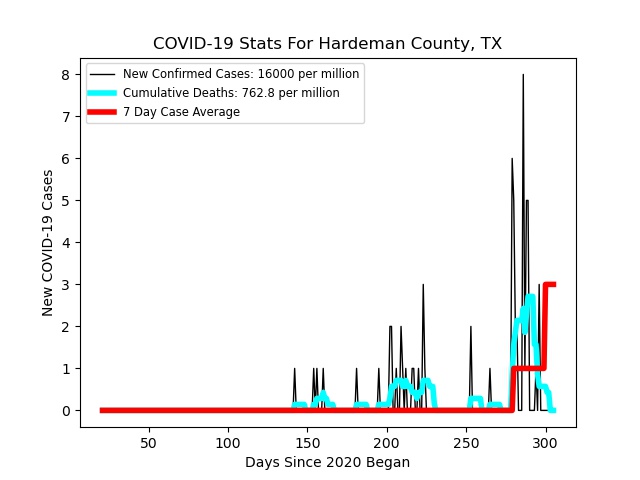 COVID-19 Stats For Hardeman County, TX
New Confirmed Cases: 16000 per million
Cumulative Deaths: 762.8 per million
7 Day Case Average
New COVID-19 Cases
8
7
6
5
4
3
2
1
0
50 100 150 200 250 300
Days Since 2020 Began